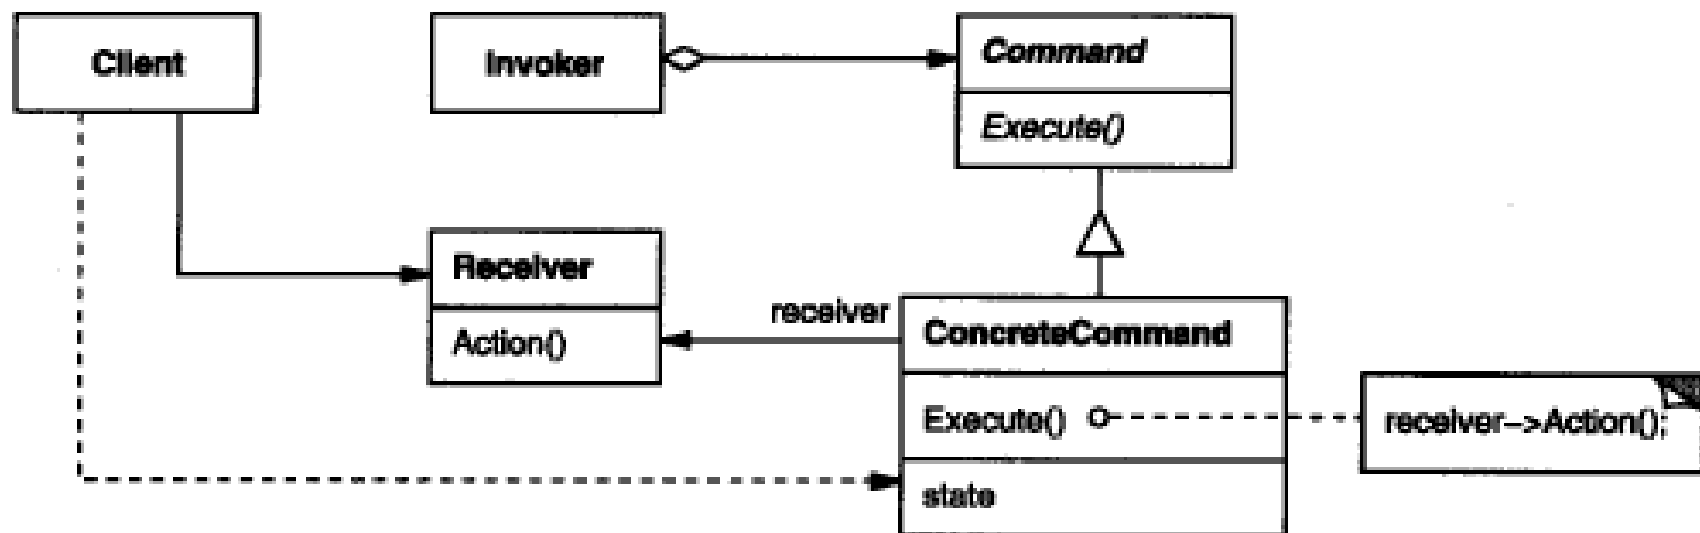 Client
Invoker
Command
Execute()
Receiver
Action()
receiver
ConcreteCommand
Execute()
state
receiver->Action();